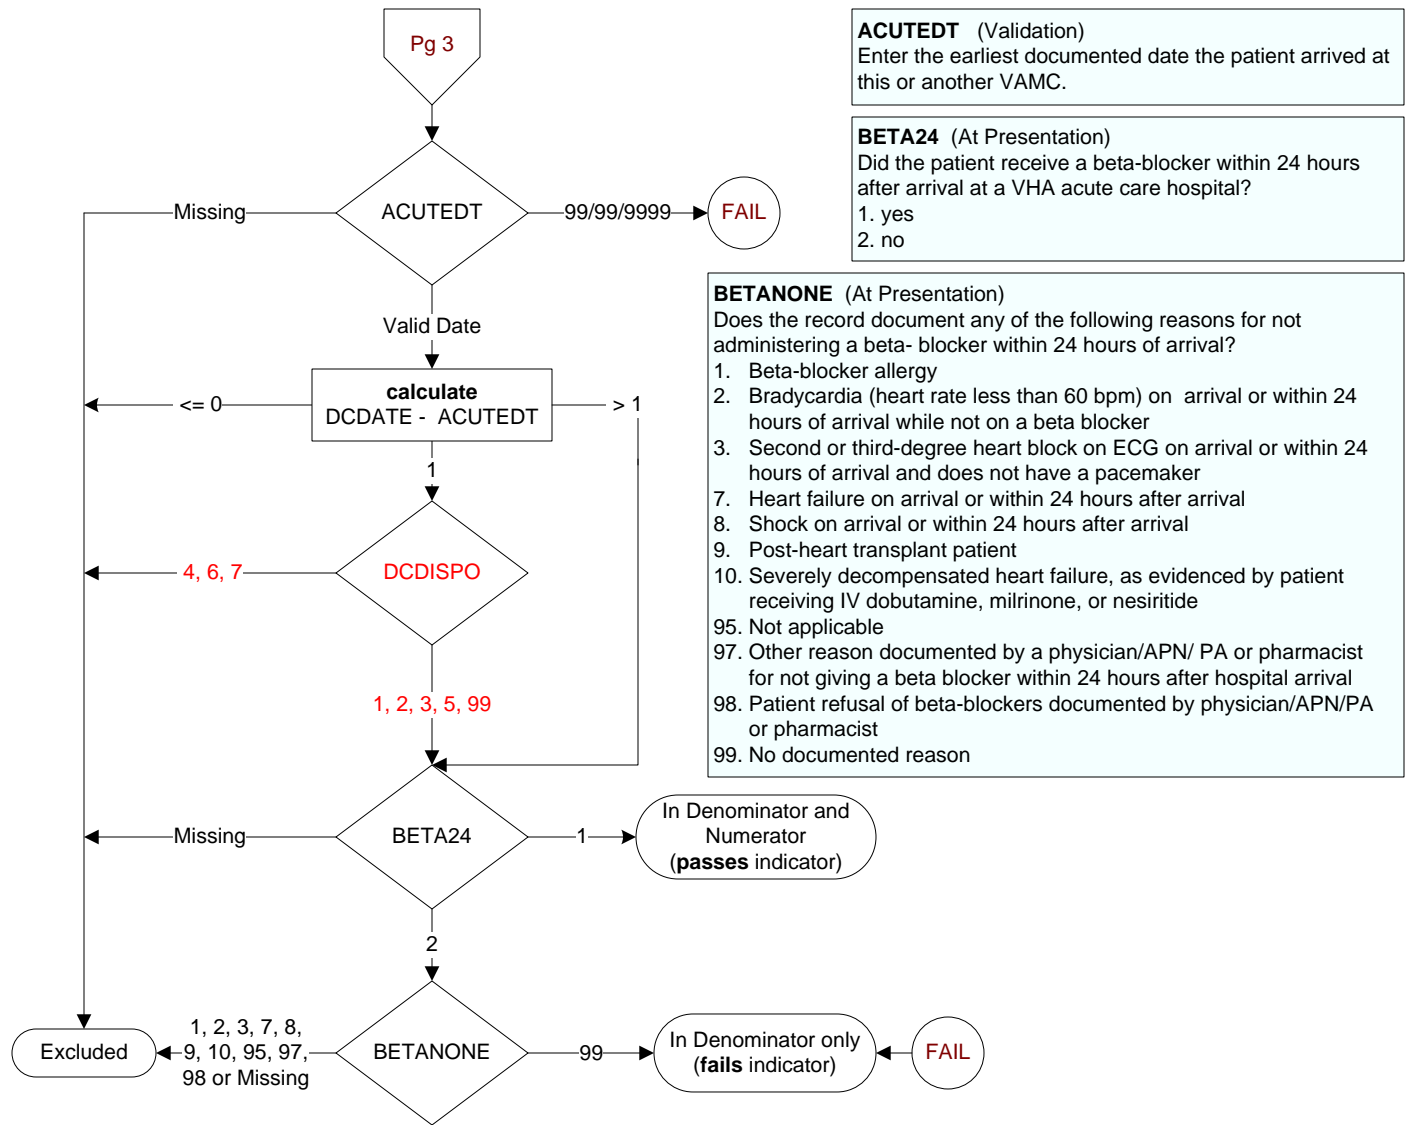 Pg 3
ACUTEDT (Validation)
Enter the earliest documented date the patient arrived at
this or another VAMC.
BETA24 (At Presentation)
Did the patient receive a beta-blocker within 24 hours
after arrival at a VHA acute care hospital?
1. yes
2. no
Missing
ACUTEDT
99/99/9999
FAIL
BETANONE (At Presentation)
Does the record document any of the following reasons for not
administering a beta- blocker within 24 hours of arrival?
1. Beta-blocker allergy
2. Bradycardia (heart rate less than 60 bpm) on arrival or within 24
hours of arrival while not on a beta blocker
3. Second or third-degree heart block on ECG on arrival or within 24
hours of arrival and does not have a pacemaker
7. Heart failure on arrival or within 24 hours after arrival
8. Shock on arrival or within 24 hours after arrival
9. Post-heart transplant patient
10. Severely decompensated heart failure, as evidenced by patient
receiving IV dobutamine, milrinone, or nesiritide
95. Not applicable
97. Other reason documented by a physician/APN/ PA or pharmacist
for not giving a beta blocker within 24 hours after hospital arrival
98. Patient refusal of beta-blockers documented by physician/APN/PA
or pharmacist
99. No documented reason
Valid Date
<= 0
calculate
DCDATE - ACUTEDT
> 1
1
4, 6, 7
DCDISPO
1, 2, 3, 5, 99
Missing
BETA24
1
In Denominator and
Numerator
(passes indicator)
2
Excluded
1, 2, 3, 7, 8,
9, 10, 95, 97,
98 or Missing
BETANONE
99
In Denominator only
(fails indicator)
FAIL